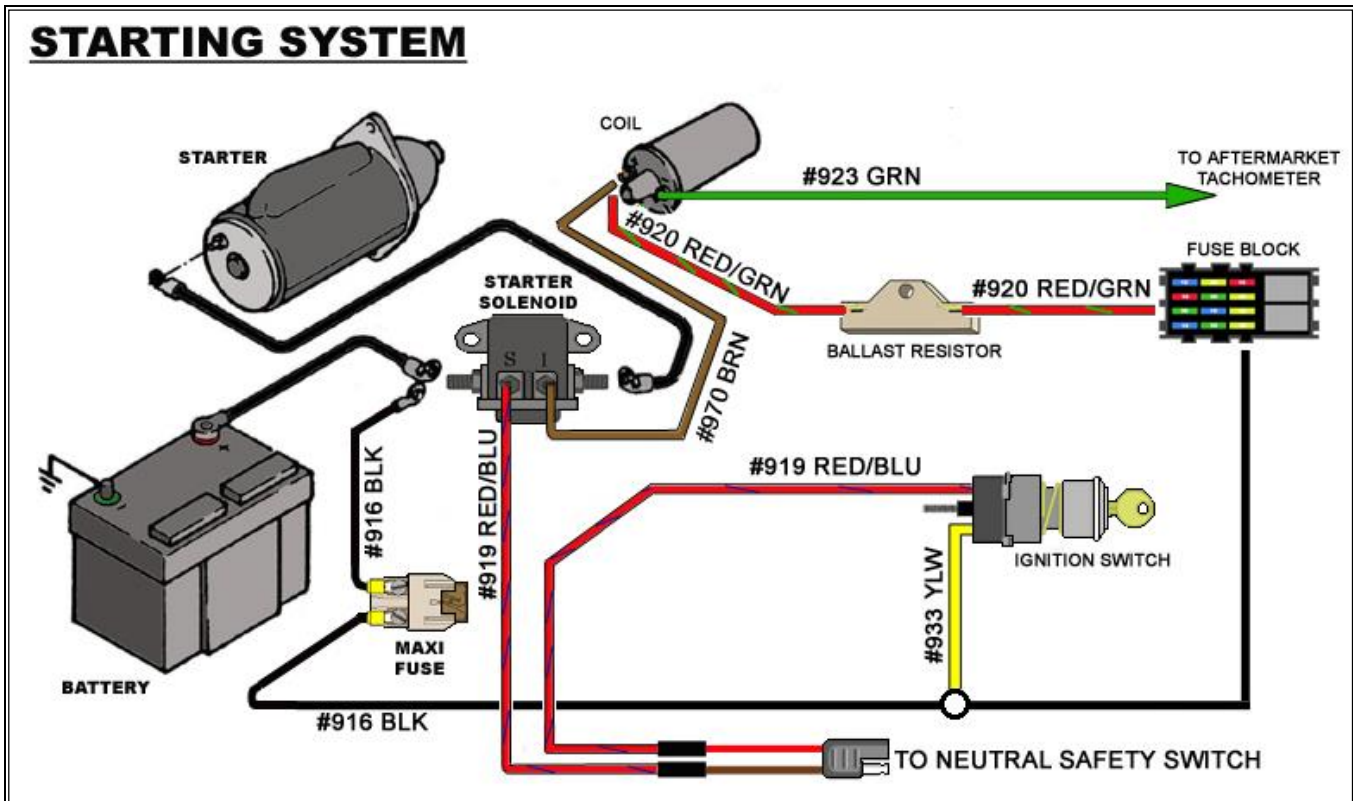 STARTING SYSTEM
COIL
STARTER
#923 GRN
TO AFTERMARKET
TACHOMETER
#920 RED/GRN
FUSE BLOCK
STARTER
SOLENOID
#920 RED/GRN
BALLAST RESISTOR
S I
#970 BRN
#916 BLK
#919 RED/BLU
#919 RED/BLU
IGNITION SWITCH
#933 YLW
MAXI
FUSE
BATTERY
+
-
#916 BLK
TO NEUTRAL SAFETY SWITCH